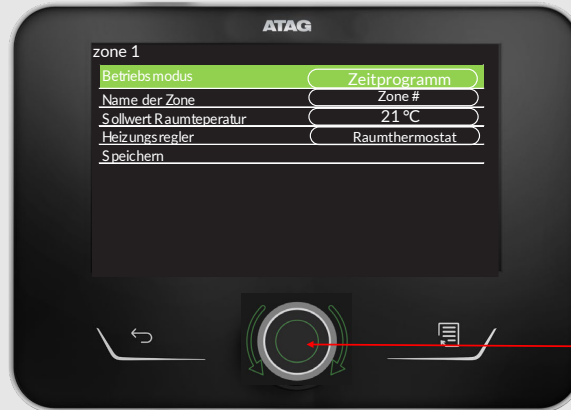 ATAG
zone 1
Betriebsmodus Zeitprogramm
Name der Zone Zone #
Sollwert Raumteperatur 21 °C
Heizungsregler Raumthermostat
Speichern